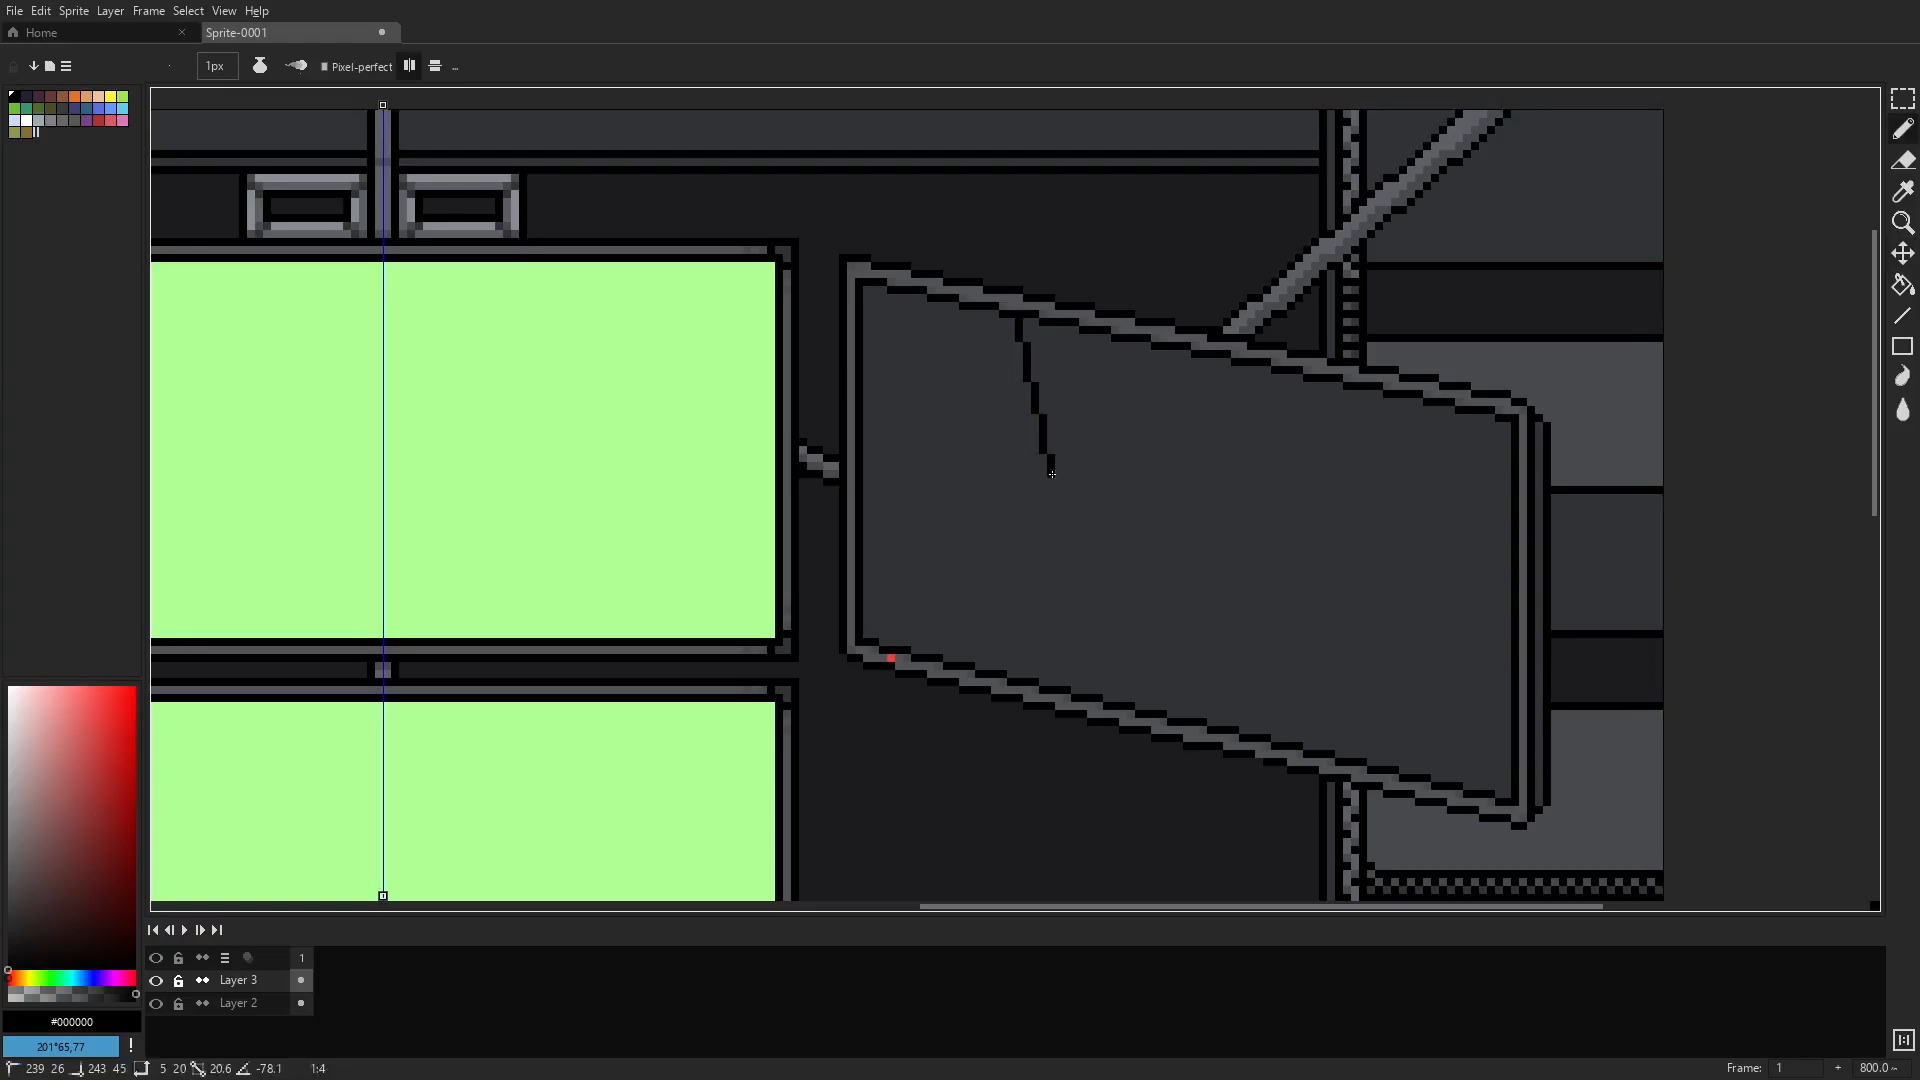 File Edit Sprite Layer Frame Select View Help
Home
Sprite-0001
1px
Pixel-perfect
...
1
Layer 3
Layer 2
#000000
201°65,77
!
239 26 243 45 5 20 20.6 -78.1 1:4
Frame: 1 + 800.0